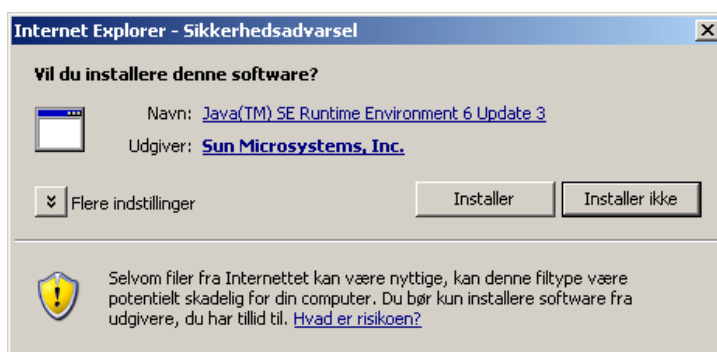 Internet Explorer - Sikkerhedsadvarsel
Vil du installere denne software?
Navn: Java(TM) SE Runtime Environment 6 Update 3
Udgiver: Sun Microsystems, Inc.
Flere indstillinger
Installer
Installer ikke
Selvom filer fra Internettet kan være nyttige, kan denne filtype være
potentielt skadelig for din computer. Du bør kun installere software fra
udgivere, du har tillid til. Hvad er risikoen?